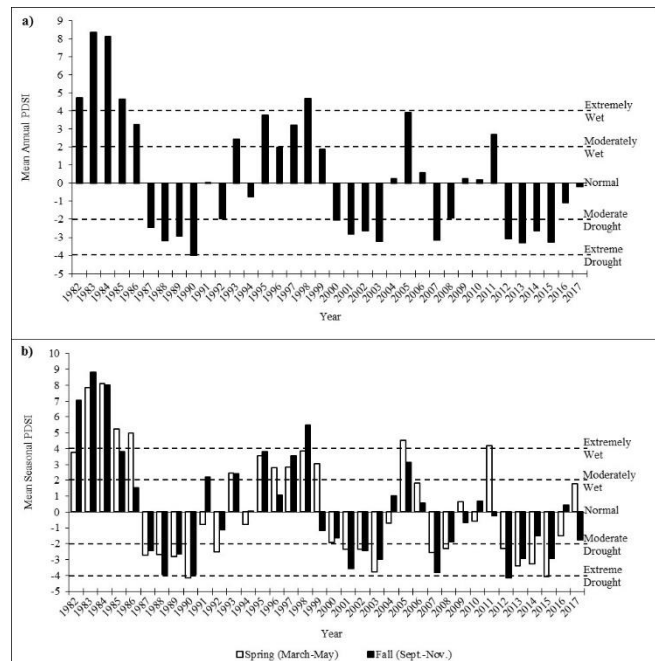 a)
Mean Annual PDSI
9
8
7
6
5
4
3
2
1
0
-1
-2
-3
-4
-5
Extremely
Wet
Moderately
Wet
Normal
Moderate
Drought
Extreme
Drought
1982 1983 1984 1985 1986 1987 1988 1989 1990 1991 1992 1993 1994 1995 1996 1997 1998 1999 2000 2001 2002 2003 2004 2005 2006 2007 2008 2009 2010 2011 2012 2013 2014 2015 2016 2017
Year
b)
Mean Seasonal PDSI
10
9
8
7
6
5
4
3
2
1
0
-1
-2
-3
-4
-5
Extremely
Wet
Moderately
Wet
Normal
Moderate
Drought
Extreme
Drought
1982 1983 1984 1985 1986 1987 1988 1989 1990 1991 1992 1993 1994 1995 1996 1997 1998 1999 2000 2001 2002 2003 2004 2005 2006 2007 2008 2009 2010 2011 2012 2013 2014 2015 2016 2017
Year
Spring (March-May) Fall (Sept.-Nov.)